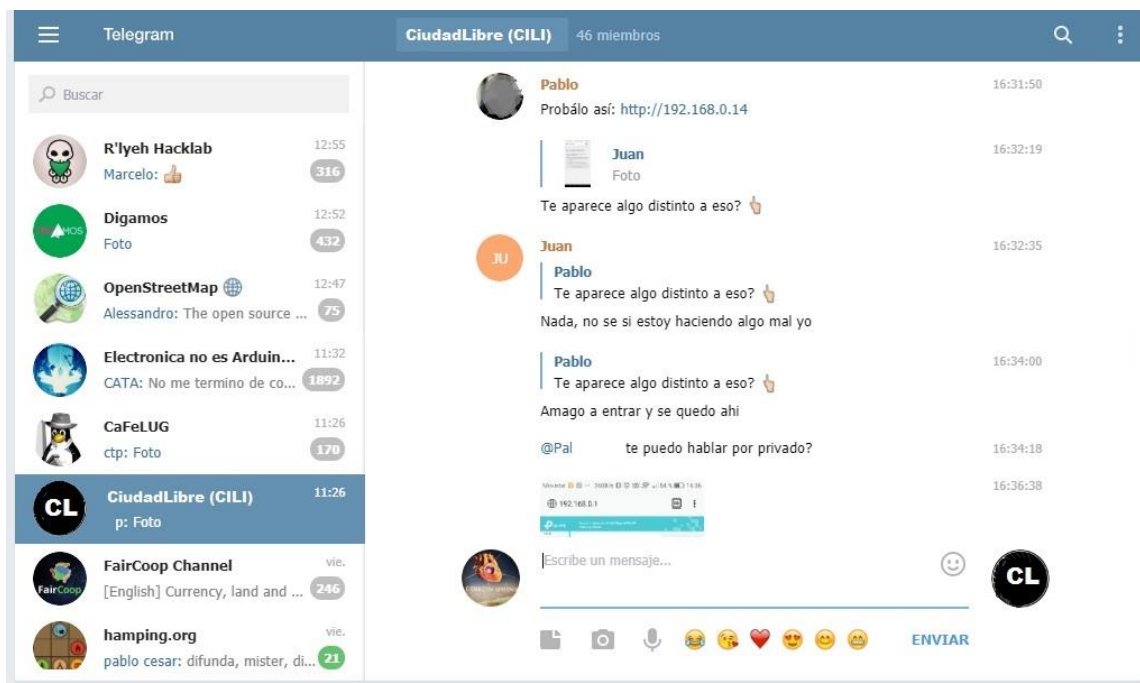 Telegram
CiudadLibre (CILI) 46 miembros
Buscar
R'lyeh Hacklab 12:55
Marcelo: 316
Digamos 12:52
Foto 432
OpenStreetMap 12:47
Alessandro: The open source ... 75
Electronica no es Arduin... 11:32
CATA: No me termino de co... 1892
CaFeLUG 11:26
ctp: Foto 170
CL
CiudadLibre (CILI) 11:26
p: Foto
FairCoop
FairCoop Channel vie.
[English] Currency, land and ... 246
hamping.org vie.
pablo cesar: difunda, mister, di... 21
Pablo 16:31:50
Probálo así: http://192.168.0.14
Juan 16:32:19
Foto
Te aparece algo distinto a eso?
JU
Juan 16:32:35
Pablo
Te aparece algo distinto a eso?
Nada, no se si estoy haciendo algo mal yo
Pablo 16:34:00
Te aparece algo distinto a eso?
Amago a entrar y se quedo ahi
@Pal te puedo hablar por privado? 16:34:18
16:36:38
192.168.0.1
Escribe un mensaje...
CL
ENVIAR